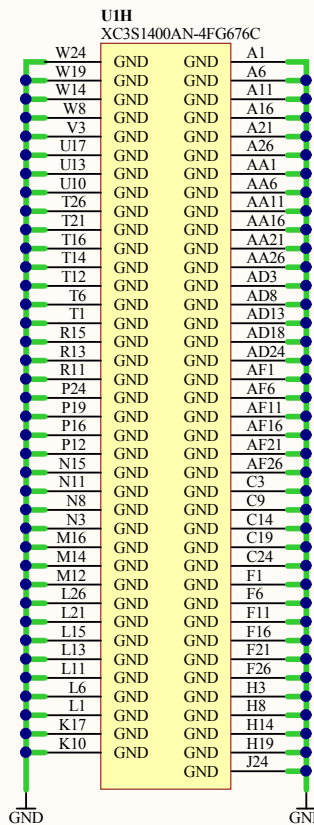 U1H
XC3S1400AN-4FG676C
W24 GND GND A1
W19 GND GND A6
W14 GND GND A11
W8 GND GND A16
V3 GND GND A21
U17 GND GND A26
U13 GND GND AA1
U10 GND GND AA6
T26 GND GND AA11
T21 GND GND AA16
T16 GND GND AA21
T14 GND GND AA26
T12 GND GND AD3
T6 GND GND AD8
T1 GND GND AD13
R15 GND GND AD18
R13 GND GND AD24
R11 GND GND AF1
P24 GND GND AF6
P19 GND GND AF11
P16 GND GND AF16
P12 GND GND AF21
N15 GND GND AF26
N11 GND GND C3
N8 GND GND C9
N3 GND GND C14
M16 GND GND C19
M14 GND GND C24
M12 GND GND F1
L26 GND GND F6
L21 GND GND F11
L15 GND GND F16
L13 GND GND F21
L11 GND GND F26
L6 GND GND H3
L1 GND GND H8
K17 GND GND H14
K10 GND GND H19
GND J24
GND GND